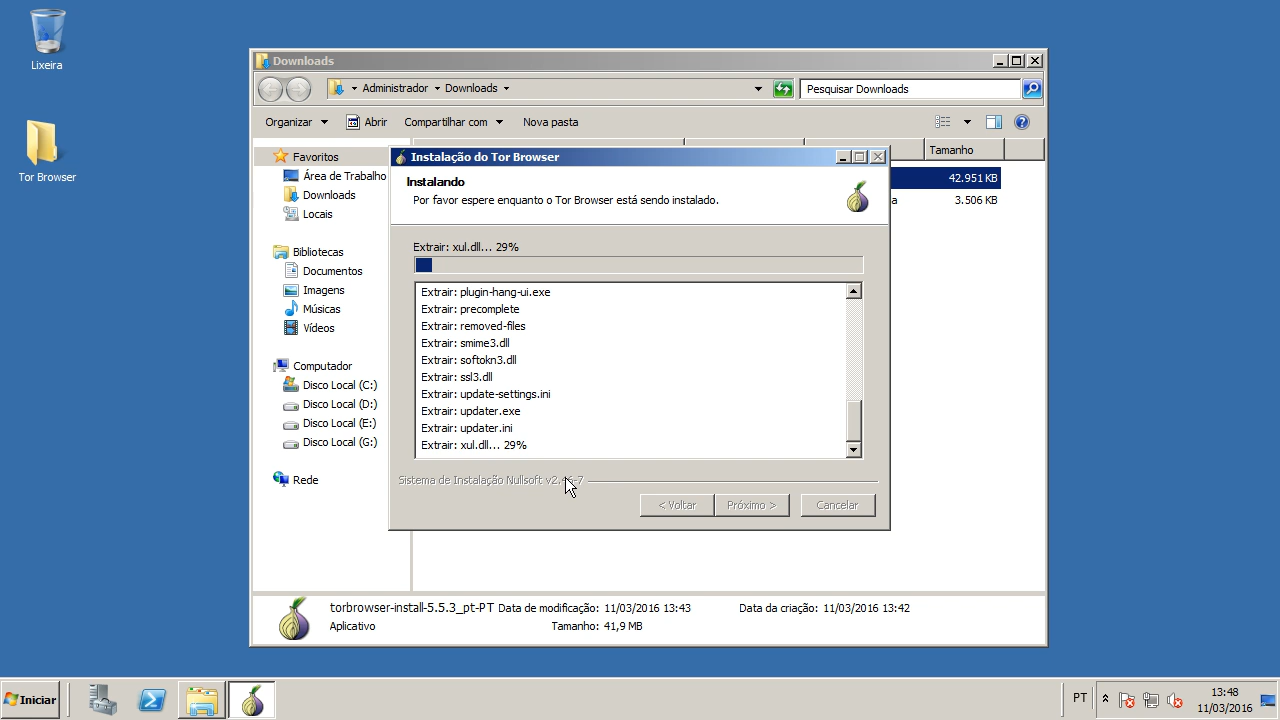 Lixeira
Tor Browser
Downloads
Administrador Downloads
Pesquisar Downloads
Organizar Abrir Compartilhar com Nova pasta
Tamanho
Favoritos
Área de Trabalho
Downloads
Locais
Bibliotecas
Documentos
Imagens
Músicas
Vídeos
Computador
Disco Local (C:)
Disco Local (D:)
Disco Local (E:)
Disco Local (G:)
Rede
42.951 KB
3.506 KB
Instalação do Tor Browser
Instalando
Por favor espere enquanto o Tor Browser está sendo instalado.
Extrair: xul.dll... 29%
Extrair: plugin-hang-ui.exe
Extrair: precomplete
Extrair: removed-files
Extrair: smime3.dll
Extrair: softokn3.dll
Extrair: ssl3.dll
Extrair: update-settings.ini
Extrair: updater.exe
Extrair: updater.ini
Extrair: xul.dll... 29%
Sistema de Instalação Nullsoft
< Voltar Próximo > Cancelar
torbrowser-install-5.5.3_pt-PT Data de modificação: 11/03/2016 13:43 Data da criação: 11/03/2016 13:42
Aplicativo Tamanho: 41,9 MB
Iniciar
PT
13:48
11/03/2016